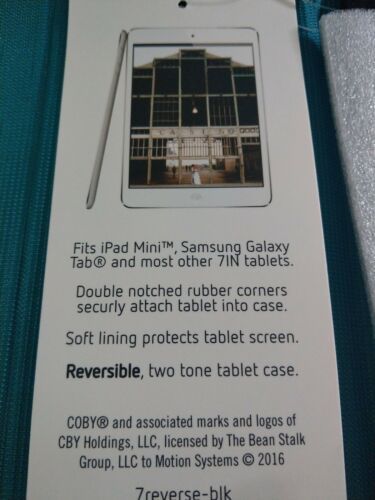 CASINO
Fits iPad Mini™, Samsung Galaxy
Tab® and most other 7IN tablets.
Double notched rubber corners
securly attach tablet into case.
Soft lining protects tablet screen.
Reversible, two tone tablet case.
COBY® and associated marks and logos of
CBY Holdings, LLC, licensed by The Bean Stalk
Group, LLC to Motion Systems © 2016
7reverse-blk